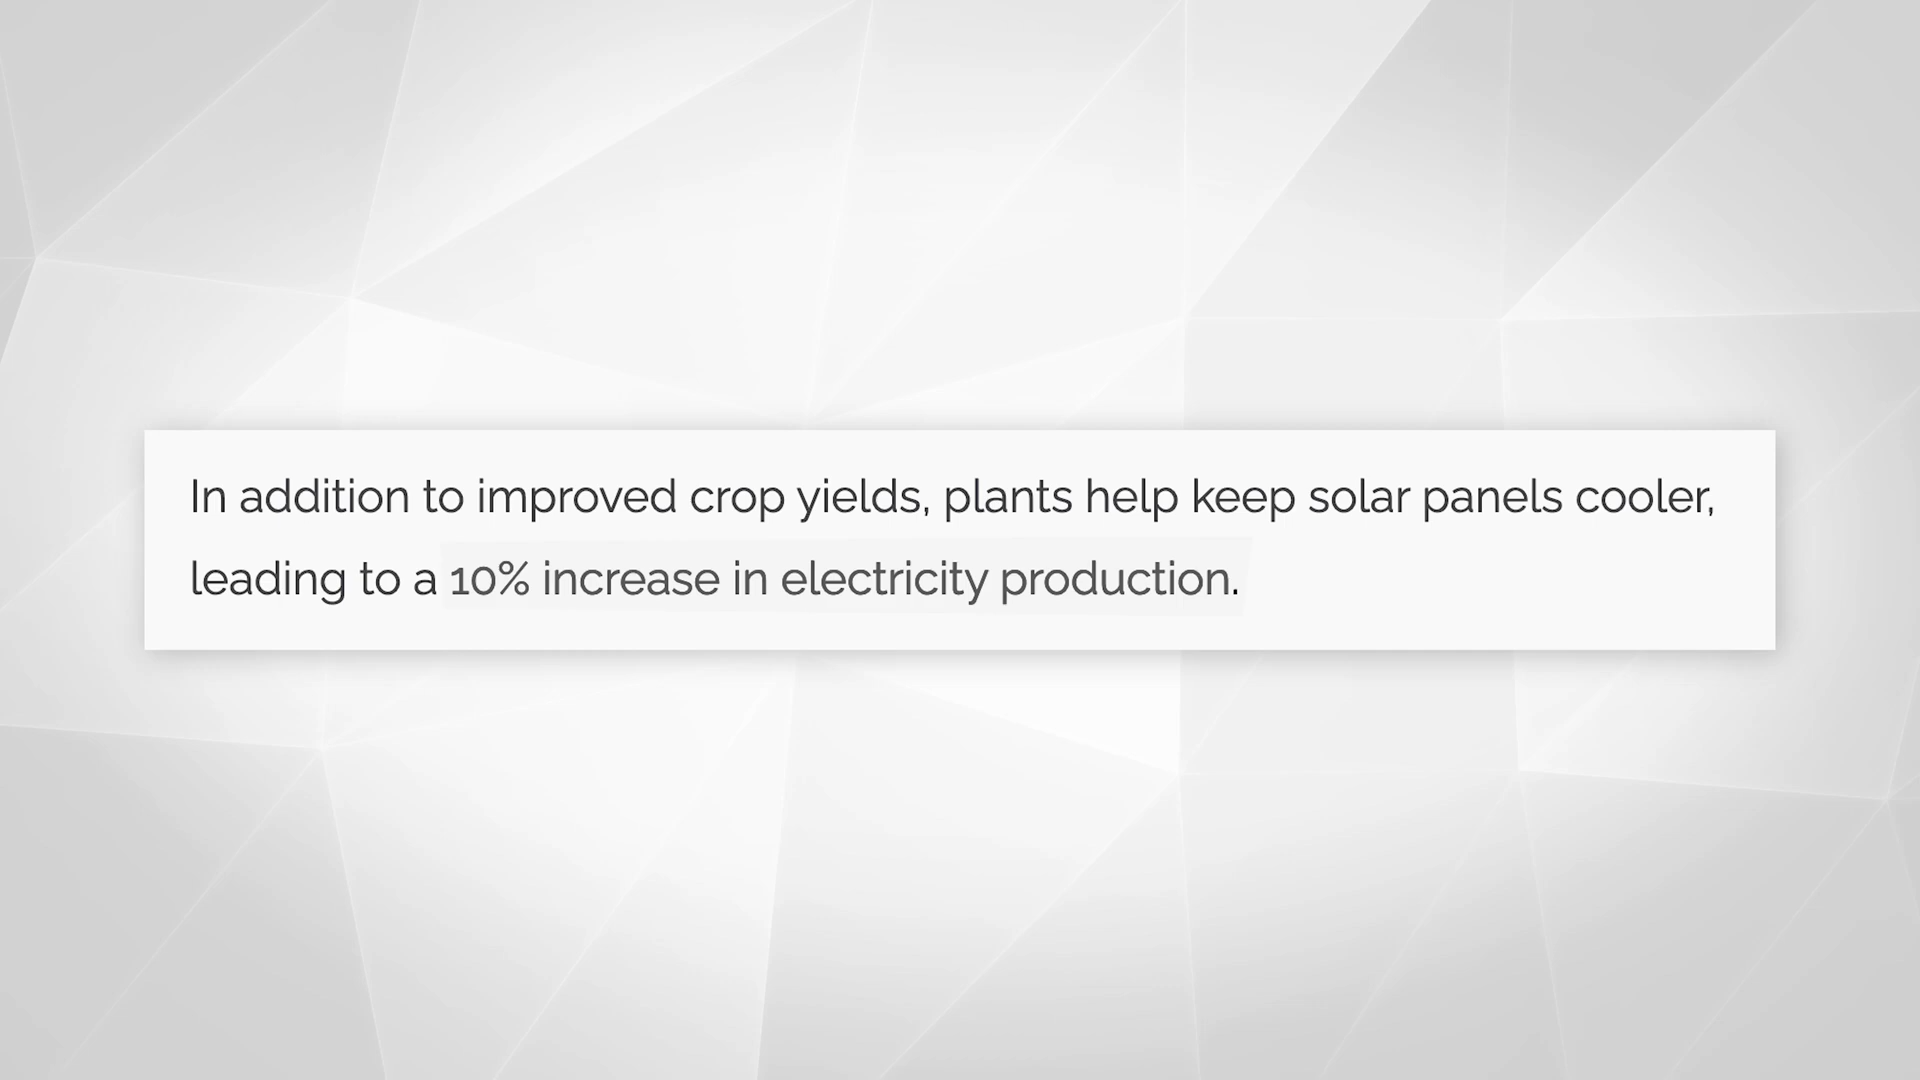 In addition to improved crop yields, plants help keep solar panels cooler,
leading to a 10% increase in electricity production.